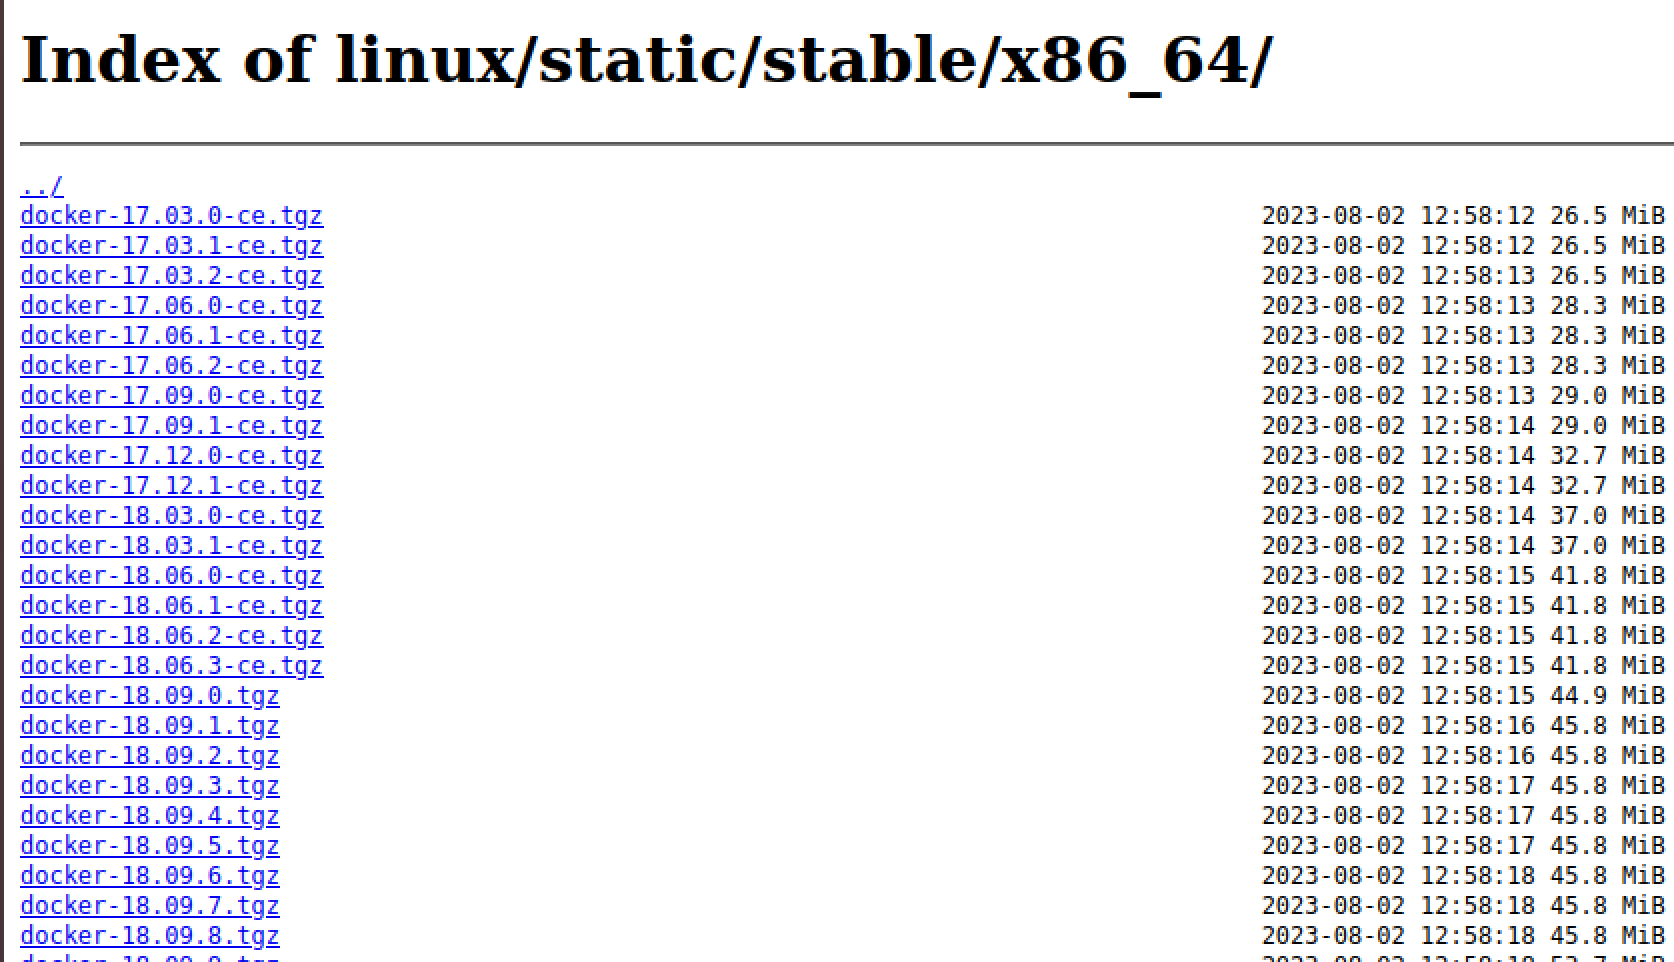 Index of linux/static/stable/x86_64/
../
docker-17.03.0-ce.tgz 2023-08-02 12:58:12 26.5 MiB
docker-17.03.1-ce.tgz 2023-08-02 12:58:12 26.5 MiB
docker-17.03.2-ce.tgz 2023-08-02 12:58:13 26.5 MiB
docker-17.06.0-ce.tgz 2023-08-02 12:58:13 28.3 MiB
docker-17.06.1-ce.tgz 2023-08-02 12:58:13 28.3 MiB
docker-17.06.2-ce.tgz 2023-08-02 12:58:13 28.3 MiB
docker-17.09.0-ce.tgz 2023-08-02 12:58:13 29.0 MiB
docker-17.09.1-ce.tgz 2023-08-02 12:58:14 29.0 MiB
docker-17.12.0-ce.tgz 2023-08-02 12:58:14 32.7 MiB
docker-17.12.1-ce.tgz 2023-08-02 12:58:14 32.7 MiB
docker-18.03.0-ce.tgz 2023-08-02 12:58:14 37.0 MiB
docker-18.03.1-ce.tgz 2023-08-02 12:58:14 37.0 MiB
docker-18.06.0-ce.tgz 2023-08-02 12:58:15 41.8 MiB
docker-18.06.1-ce.tgz 2023-08-02 12:58:15 41.8 MiB
docker-18.06.2-ce.tgz 2023-08-02 12:58:15 41.8 MiB
docker-18.06.3-ce.tgz 2023-08-02 12:58:15 41.8 MiB
docker-18.09.0.tgz 2023-08-02 12:58:15 44.9 MiB
docker-18.09.1.tgz 2023-08-02 12:58:16 45.8 MiB
docker-18.09.2.tgz 2023-08-02 12:58:16 45.8 MiB
docker-18.09.3.tgz 2023-08-02 12:58:17 45.8 MiB
docker-18.09.4.tgz 2023-08-02 12:58:17 45.8 MiB
docker-18.09.5.tgz 2023-08-02 12:58:17 45.8 MiB
docker-18.09.6.tgz 2023-08-02 12:58:18 45.8 MiB
docker-18.09.7.tgz 2023-08-02 12:58:18 45.8 MiB
docker-18.09.8.tgz 2023-08-02 12:58:18 45.8 MiB